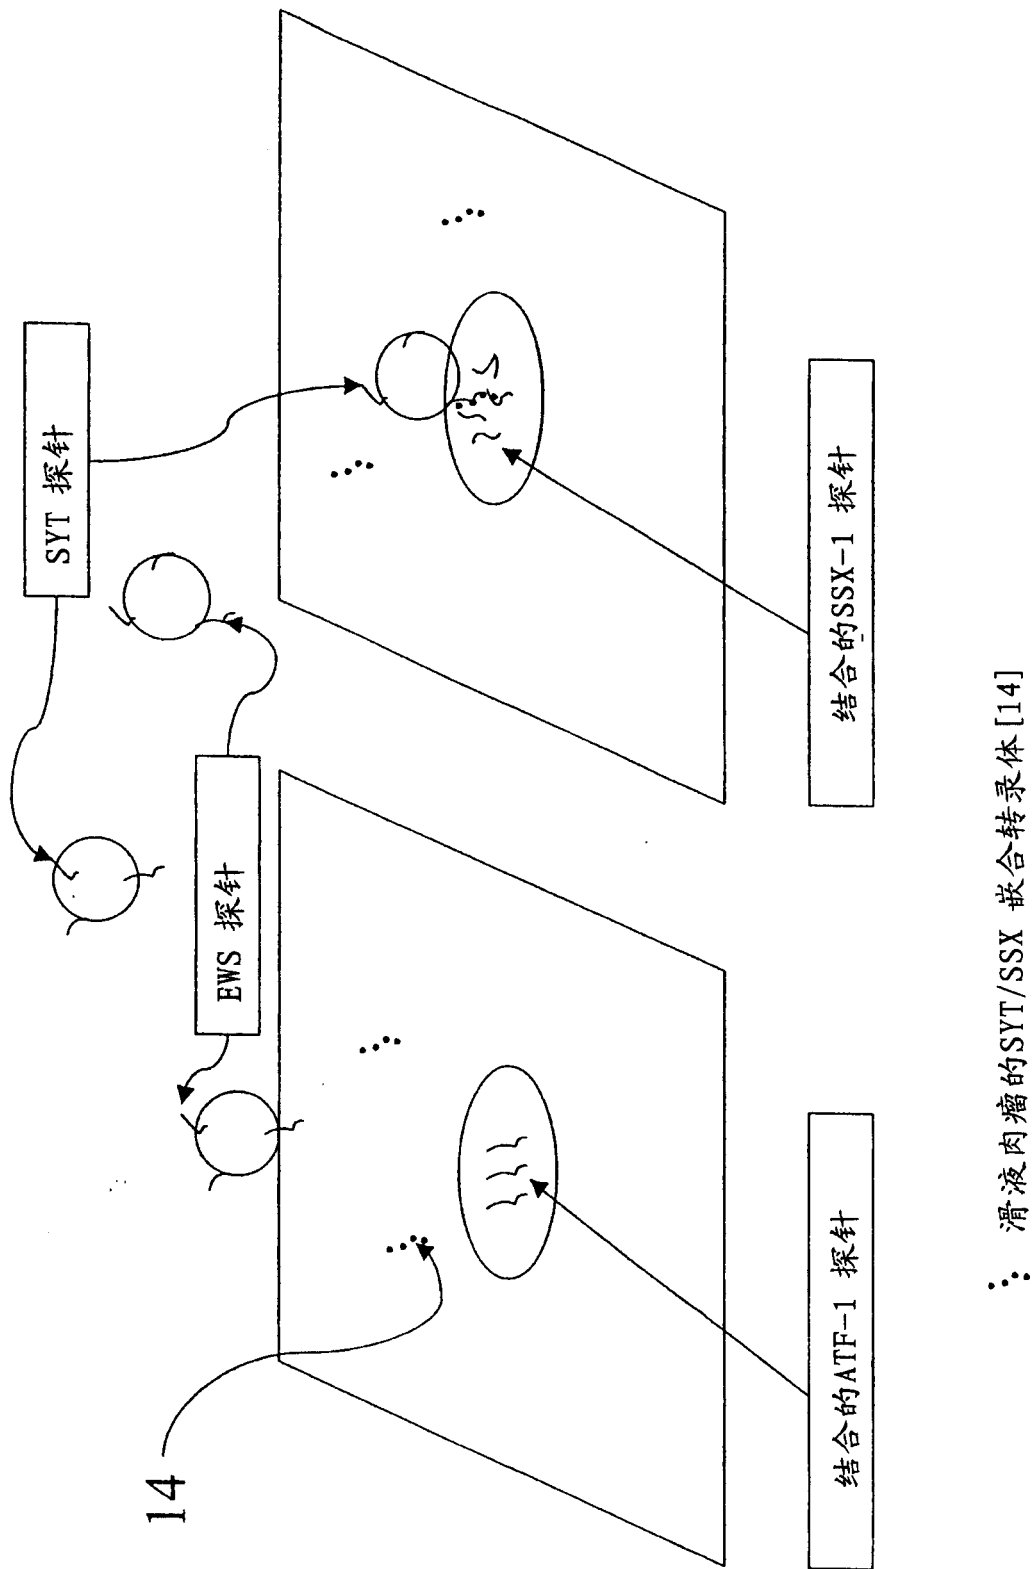 SYT 探针
EWS 探针
14
结合的ATF-1 探针
结合的SSX-1 探针
滑液肉瘤的SYT/SSX 嵌合转录体[14]